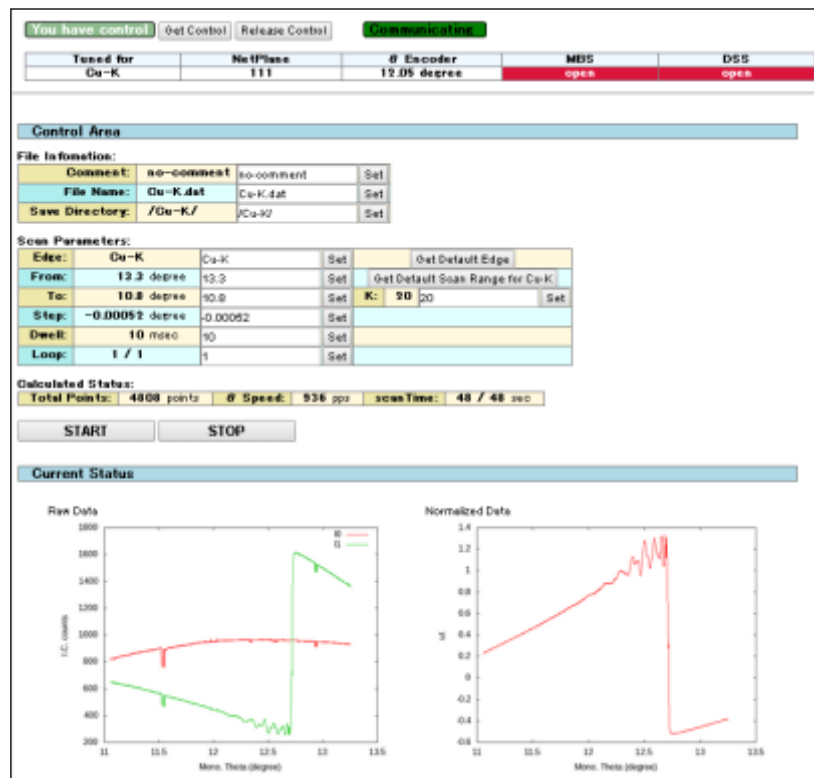 You have control Get Control Release Control Communicating
Tuned for NetPlane θ Encoder MBS DSS
Cu-K 111 12.05 degree open open
Control Area
File Infomation:
Comment: no-comment no-comment Set
File Name: Cu-K.dat Cu-K.dat Set
Save Directory: /Cu-K/ /Cu-K/ Set
Scan Parameters:
Edge: Cu-K Cu-K Set Get Default Edge
From: 13.3 degree 13.3 Set Get Default Scan Range for Cu-K
To: 10.8 degree 10.8 Set K: 20 20 Set
Step: -0.00052 degree -0.00052 Set
Dwell: 10 msec 10 Set
Loop: 1 / 1 1 Set
Calculated Status:
Total Points: 4808 points θ Speed: 936 pps scanTime: 48 / 48 sec
START STOP
Current Status
Raw Data
1800
1600
1400
1200
1000
800
600
400
200
I.C. counts
I0
I1
11 11.5 12 12.5 13 13.5
Mono. Theta (degree)
Normalized Data
1.4
1.2
1
0.8
0.6
0.4
0.2
0
-0.2
-0.4
-0.6
ut
11 11.5 12 12.5 13 13.5
Mono. Theta (degree)